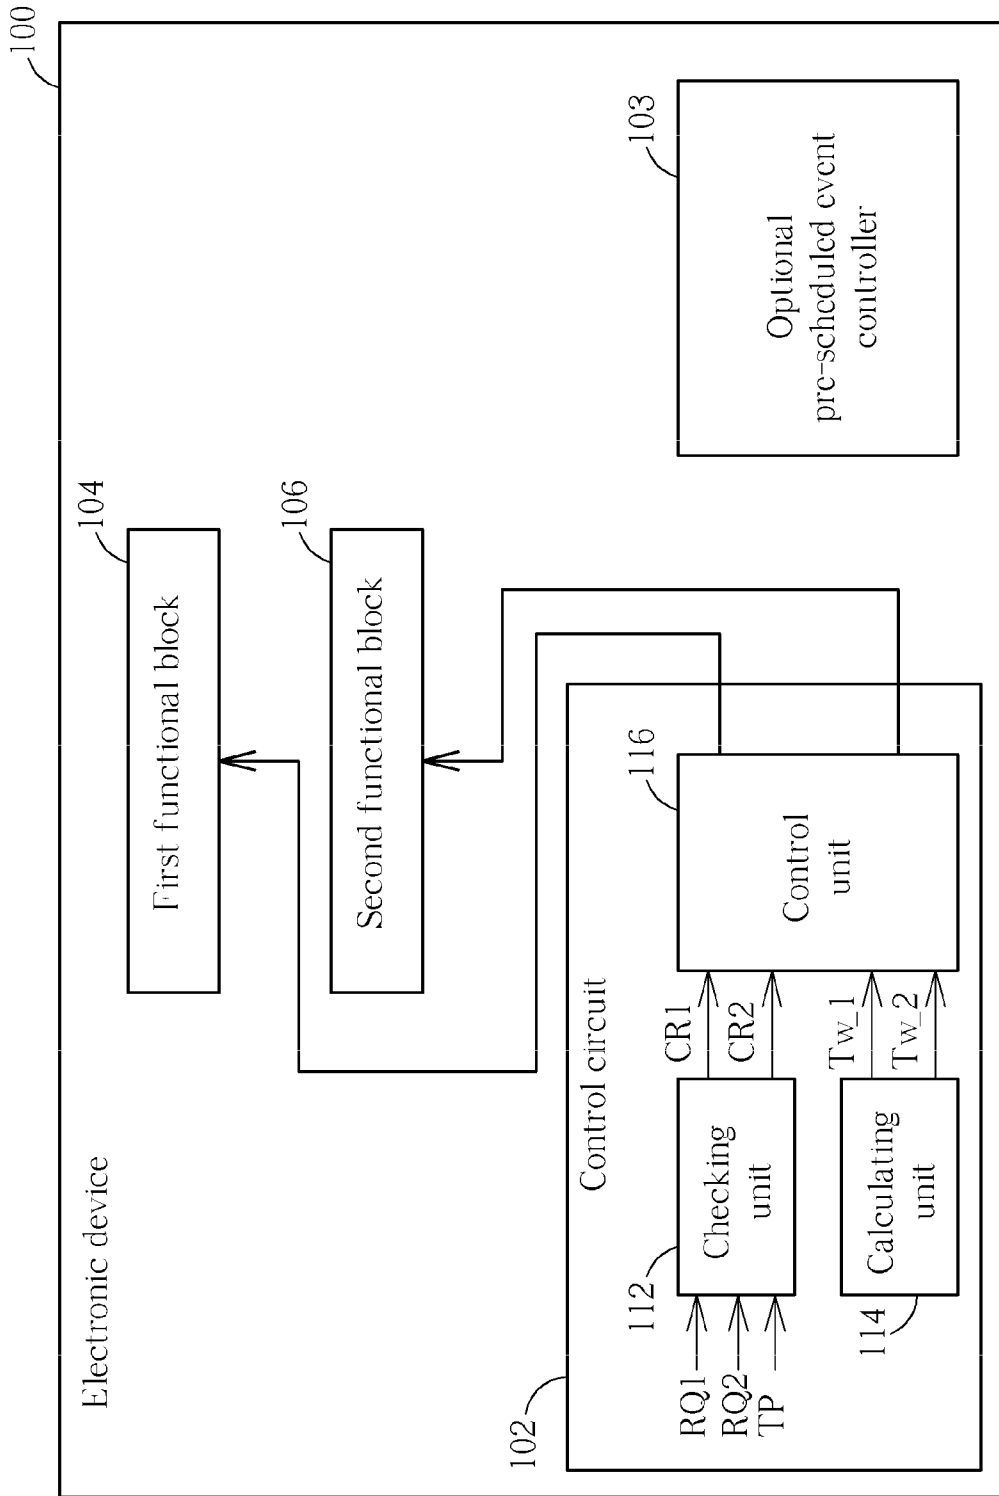 100
Electronic device
104
First functional block
106
Second functional block
103
Optional
pre-scheduled event
controller
102
Control circuit
RQ1
RQ2
TP
112
Checking
unit
CR1
CR2
114
Calculating
unit
Tw_1
Tw_2
116
Control
unit